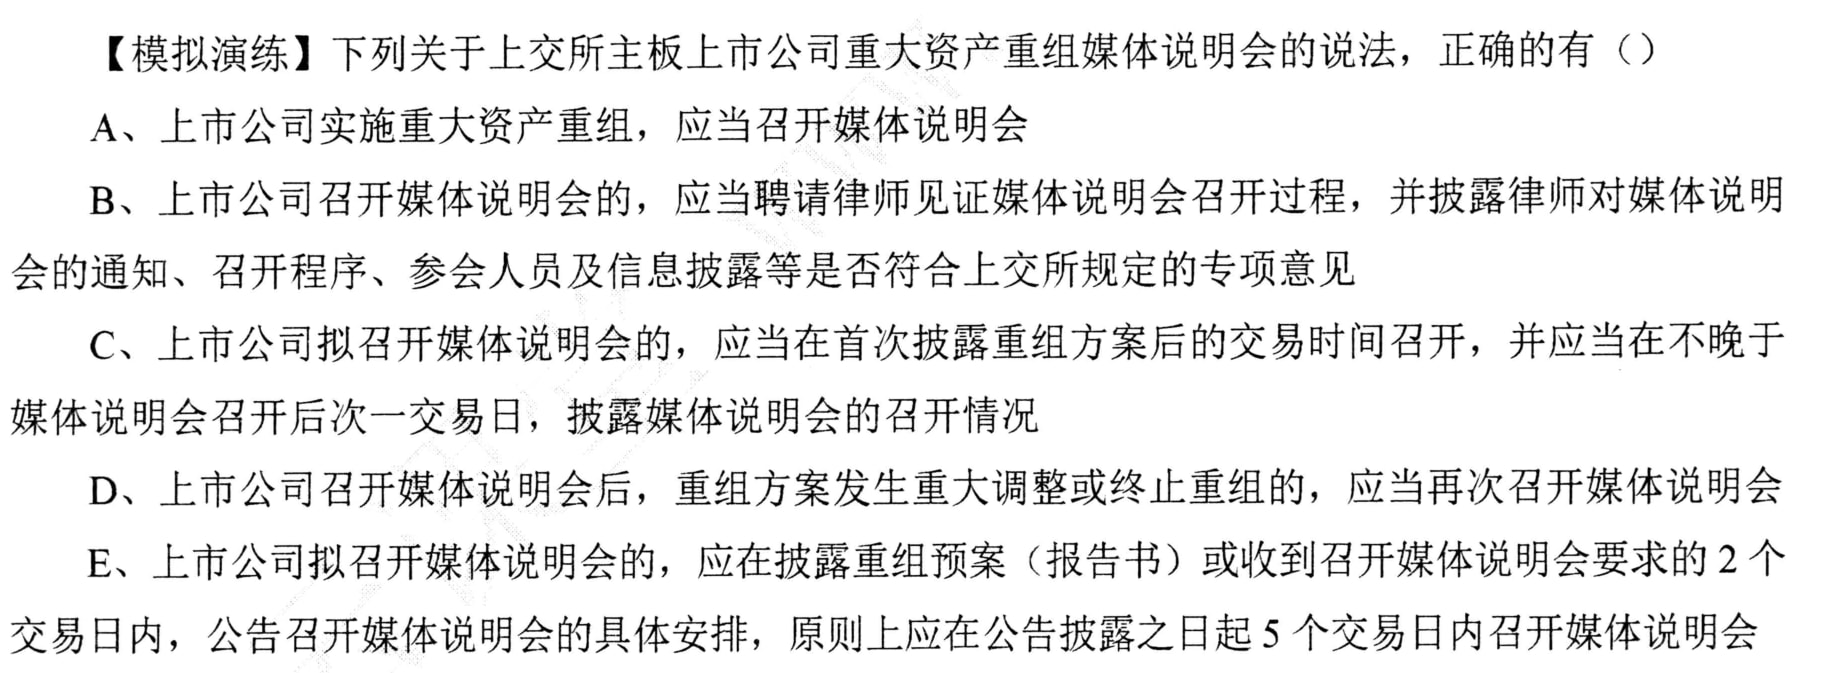 【模拟演练】下列关于上交所主板上市公司重大资产重组媒体说明会的说法，正确的有（）
A、上市公司实施重大资产重组，应当召开媒体说明会
B、上市公司召开媒体说明会的，应当聘请律师见证媒体说明会召开过程，并披露律师对媒体说明
会的通知、召开程序、参会人员及信息披露等是否符合上交所规定的专项意见
C、上市公司拟召开媒体说明会的，应当在首次披露重组方案后的交易时间召开，并应当在不晚于
媒体说明会召开后次一交易日，披露媒体说明会的召开情况
D、上市公司召开媒体说明会后，重组方案发生重大调整或终止重组的，应当再次召开媒体说明会
E、上市公司拟召开媒体说明会的，应在披露重组预案（报告书）或收到召开媒体说明会要求的 2 个
交易日内，公告召开媒体说明会的具体安排，原则上应在公告披露之日起 5 个交易日内召开媒体说明会